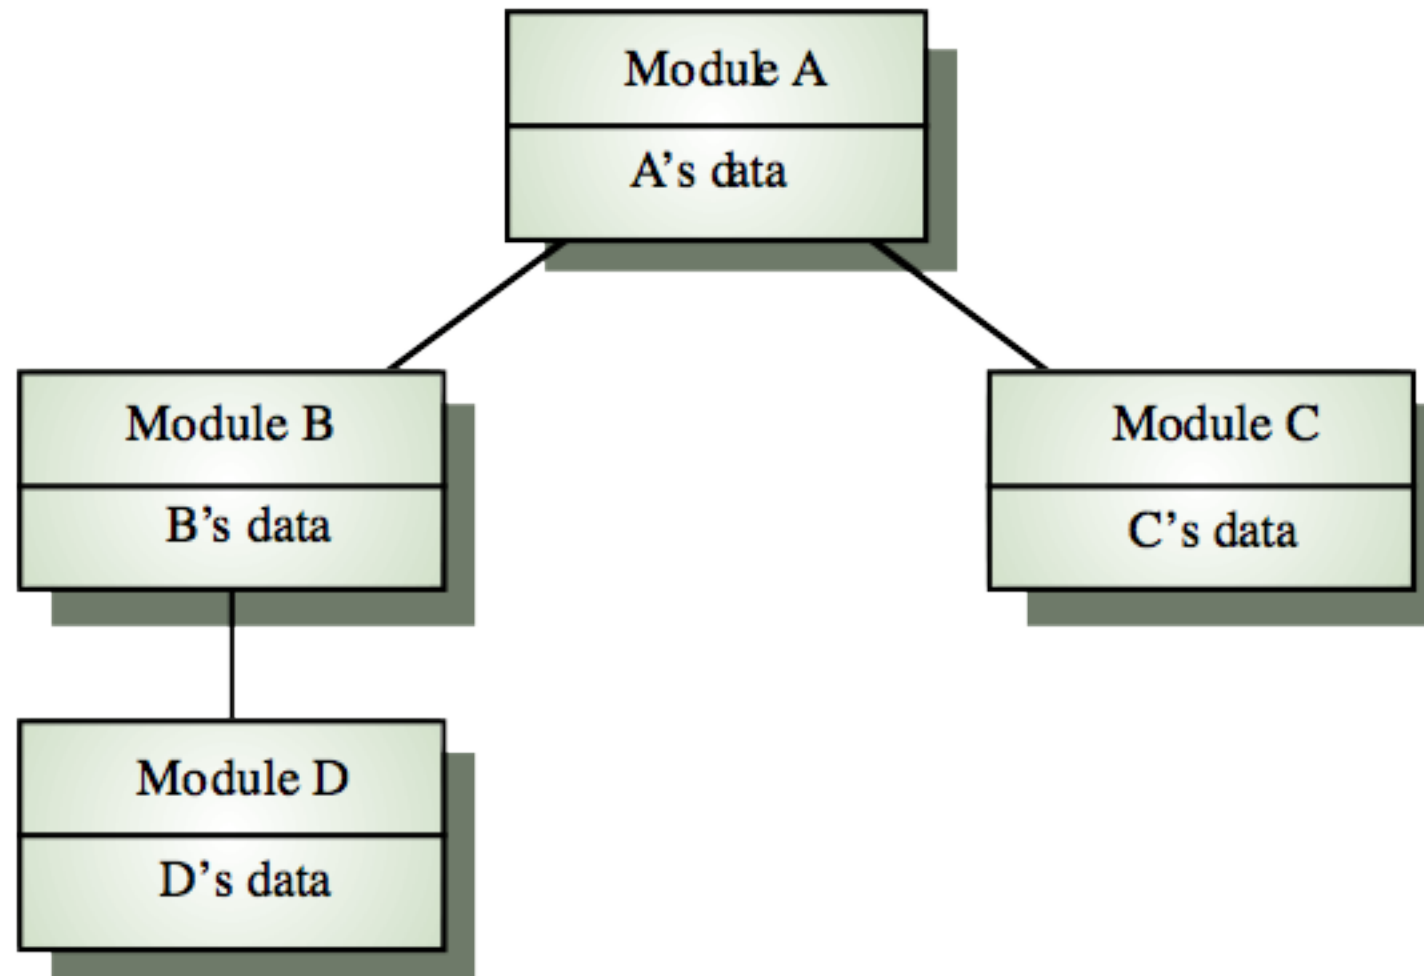 Module A
A’s data
Module B
B’s data
Module C
C’s data
Module D
D’s data